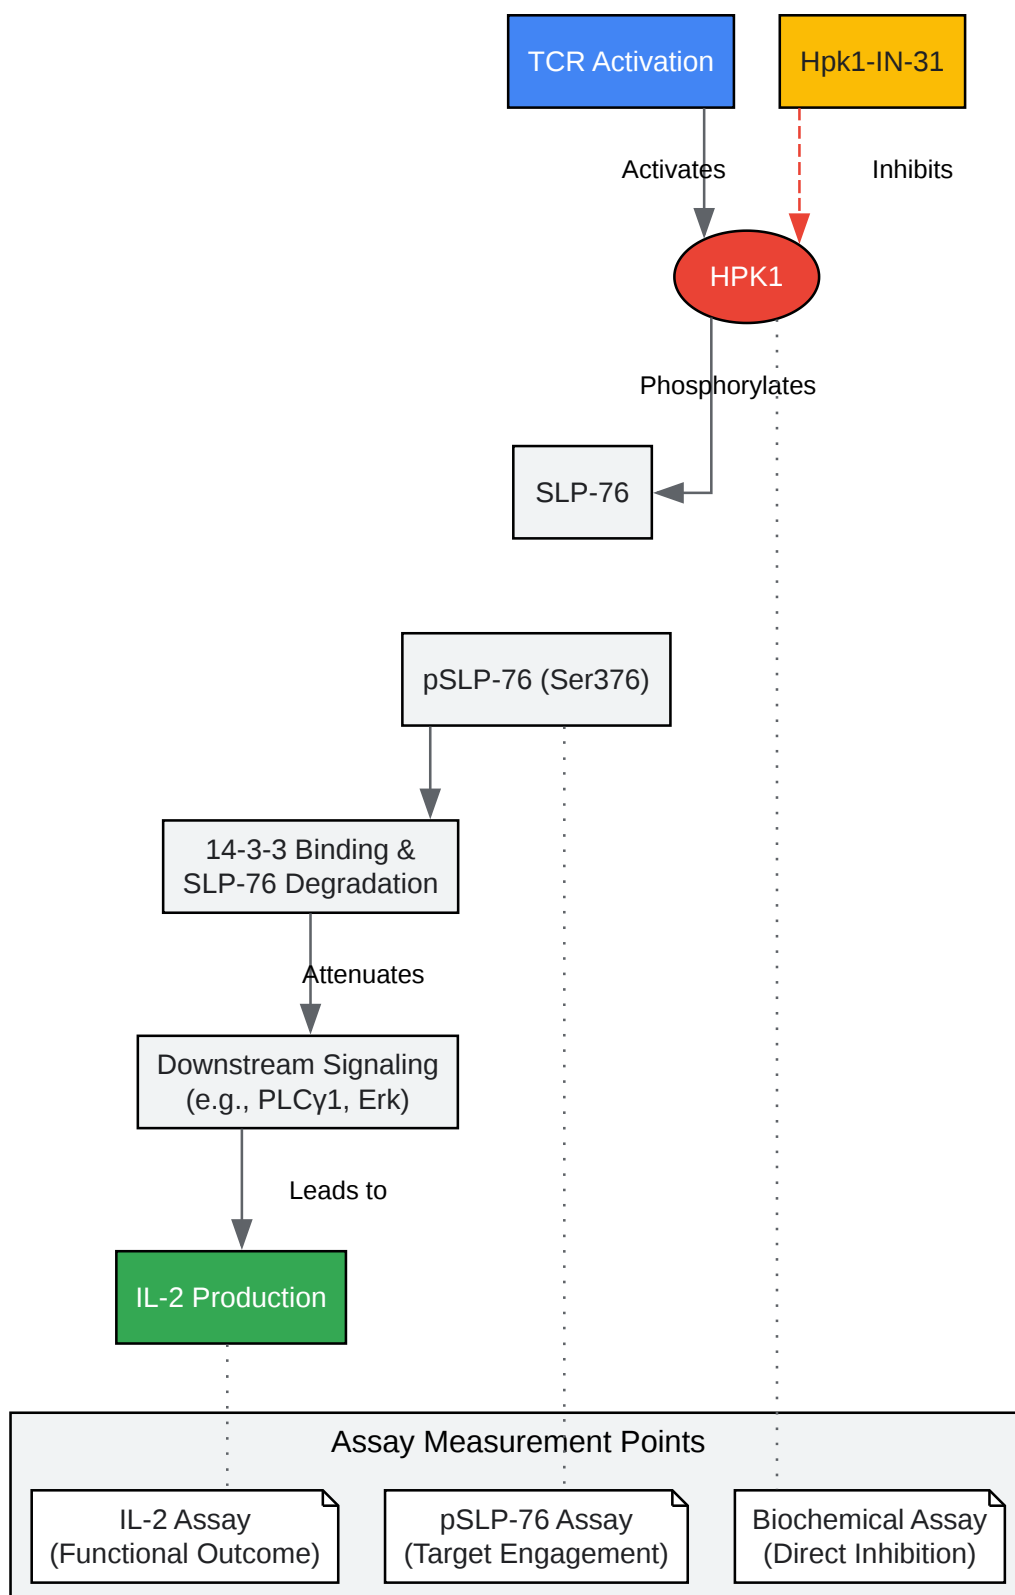 TCR Activation
Hpk1-IN-31
Activates
Inhibits
HPK1
Phosphorylates
SLP-76
pSLP-76 (Ser376)
14-3-3 Binding &
SLP-76 Degradation
Attenuates
Downstream Signaling
(e.g., PLCγ1, Erk)
Leads to
IL-2 Production
Assay Measurement Points
IL-2 Assay
(Functional Outcome)
pSLP-76 Assay
(Target Engagement)
Biochemical Assay
(Direct Inhibition)